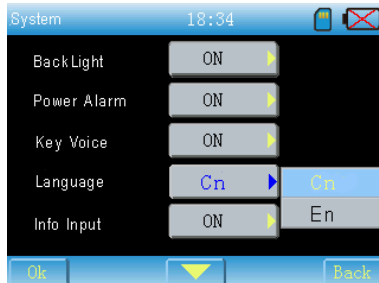 System 18:34
BackLight ON
Power Alarm ON
Key Voice ON
Language Cn Cn
En
Info Input ON
Ok Back